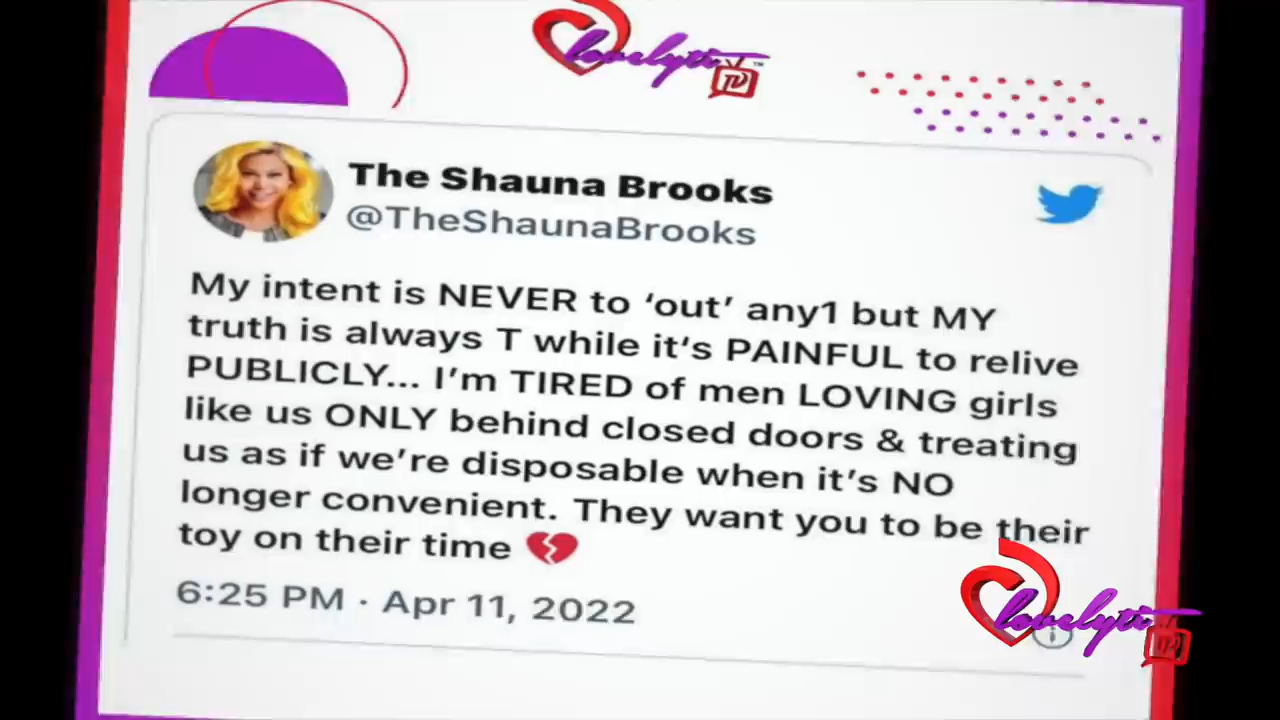 lovelyti TV™
The Shauna Brooks
@TheShaunaBrooks
My intent is NEVER to ‘out’ any1 but MY
truth is always T while it‘s PAINFUL to relive
PUBLICLY... I’m TIRED of men LOVING girls
like us ONLY behind closed doors & treating
us as if we’re disposable when it’s NO
longer convenient. They want you to be their
toy on their time 💔
6:25 PM · Apr 11, 2022
lovelyti TV